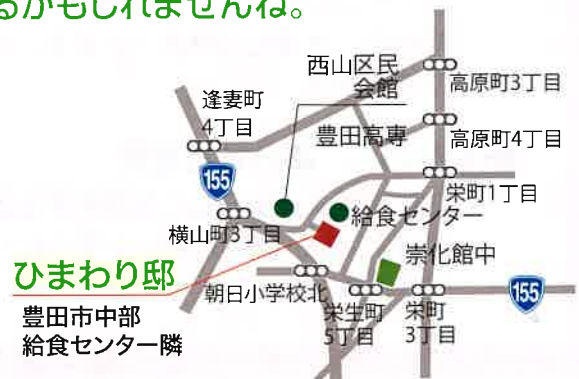 るかもしれませんね。
西山区民
会館
高原町3丁目
逢妻町
4丁目
豊田高専
高原町4丁目
155
栄町1丁目
給食センター
横山町3丁目
崇化館中
ひまわり邸
朝日小学校北
155
豊田市中部
給食センター隣
栄生町
5丁目
栄町
3丁目